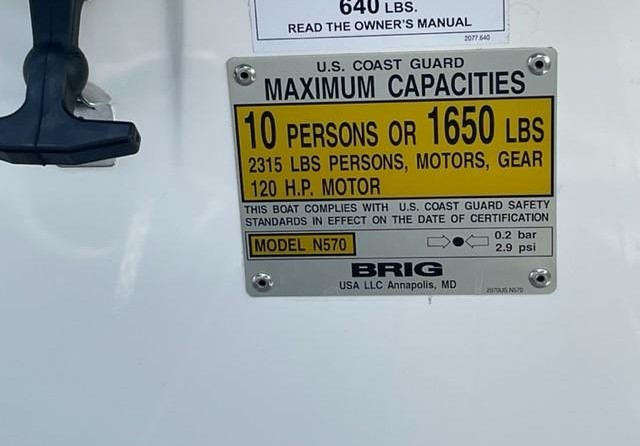 640 LBS.
READ THE OWNER'S MANUAL
2077.640
U.S. COAST GUARD
MAXIMUM CAPACITIES
10 PERSONS OR 1650 LBS
2315 LBS PERSONS, MOTORS, GEAR
120 H.P. MOTOR
THIS BOAT COMPLIES WITH U.S. COAST GUARD SAFETY
STANDARDS IN EFFECT ON THE DATE OF CERTIFICATION
MODEL N570
0.2 bar
2.9 psi
BRIG
USA LLC Annapolis, MD
2070US.N570